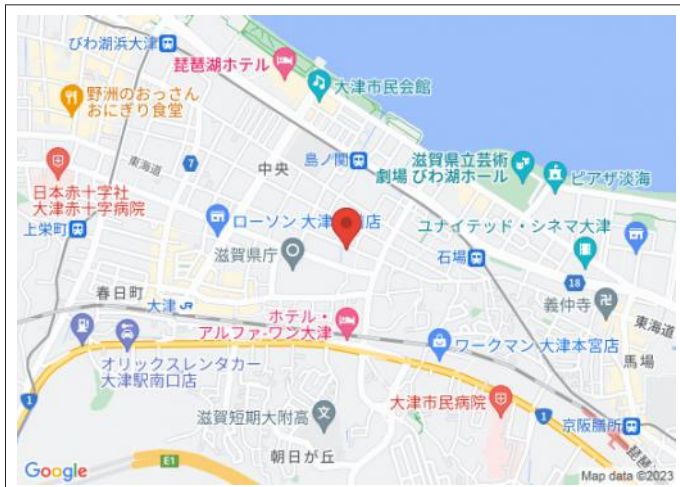 びわ湖浜大津
琵琶湖ホテル
大津市民会館
野洲のおっさん
おにぎり食堂
東海道
7
中央
島ノ関
滋賀県立芸術
劇場 びわ湖ホール
ピアザ淡海
日本赤十字社
大津赤十字病院
上栄町
ローソン 大津
店
滋賀県庁
ユナイテッド・シネマ大津
石場
18
春日町
大津
JR
ホテル・
アルファ-ワン大津
義仲寺
東海道
馬場
オリックスレンタカー
大津駅南口店
ワークマン 大津本宮店
1
滋賀短期大附高
大津市民病院
1
京阪膳所
朝日が丘
E1
琵琶
Google
Map data ©2023